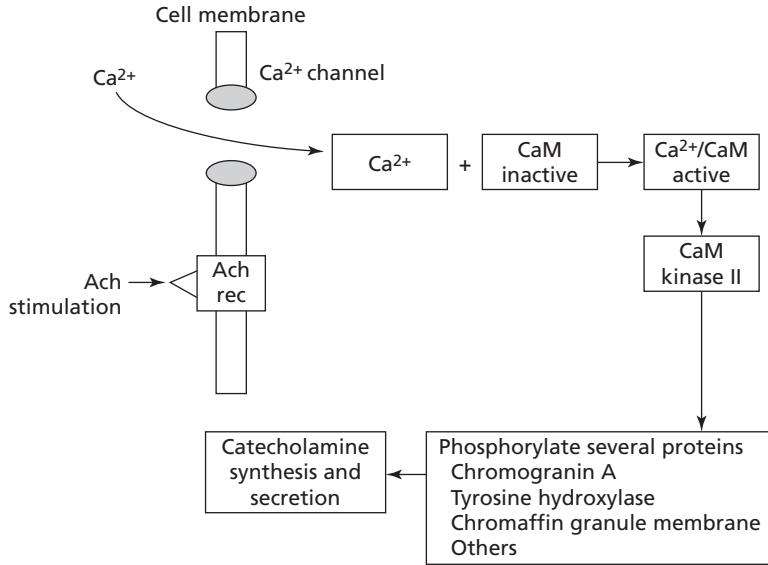 Cell membrane
Ca²⁺ channel
Ca²⁺
Ca²⁺
+
CaM
inactive
Ca²⁺/CaM
active
CaM
kinase II
Ach
stimulation
Ach
rec
Catecholamine
synthesis and
secretion
Phosphorylate several proteins
Chromogranin A
Tyrosine hydroxylase
Chromaffin granule membrane
Others